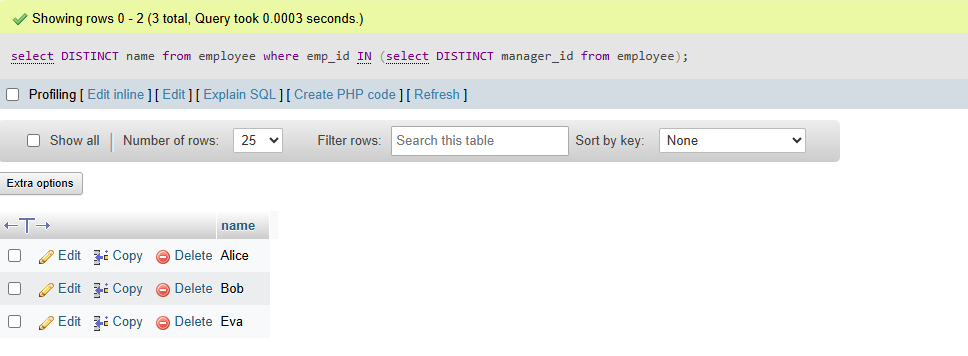 Showing rows 0 - 2 (3 total, Query took 0.0003 seconds.)
select DISTINCT name from employee where emp_id IN (select DISTINCT manager_id from employee);
Profiling [ Edit inline ] [ Edit ] [ Explain SQL ] [ Create PHP code ] [ Refresh ]
Show all Number of rows: 25 Filter rows: Search this table Sort by key: None
Extra options
←T→ name
Edit Copy Delete Alice
Edit Copy Delete Bob
Edit Copy Delete Eva